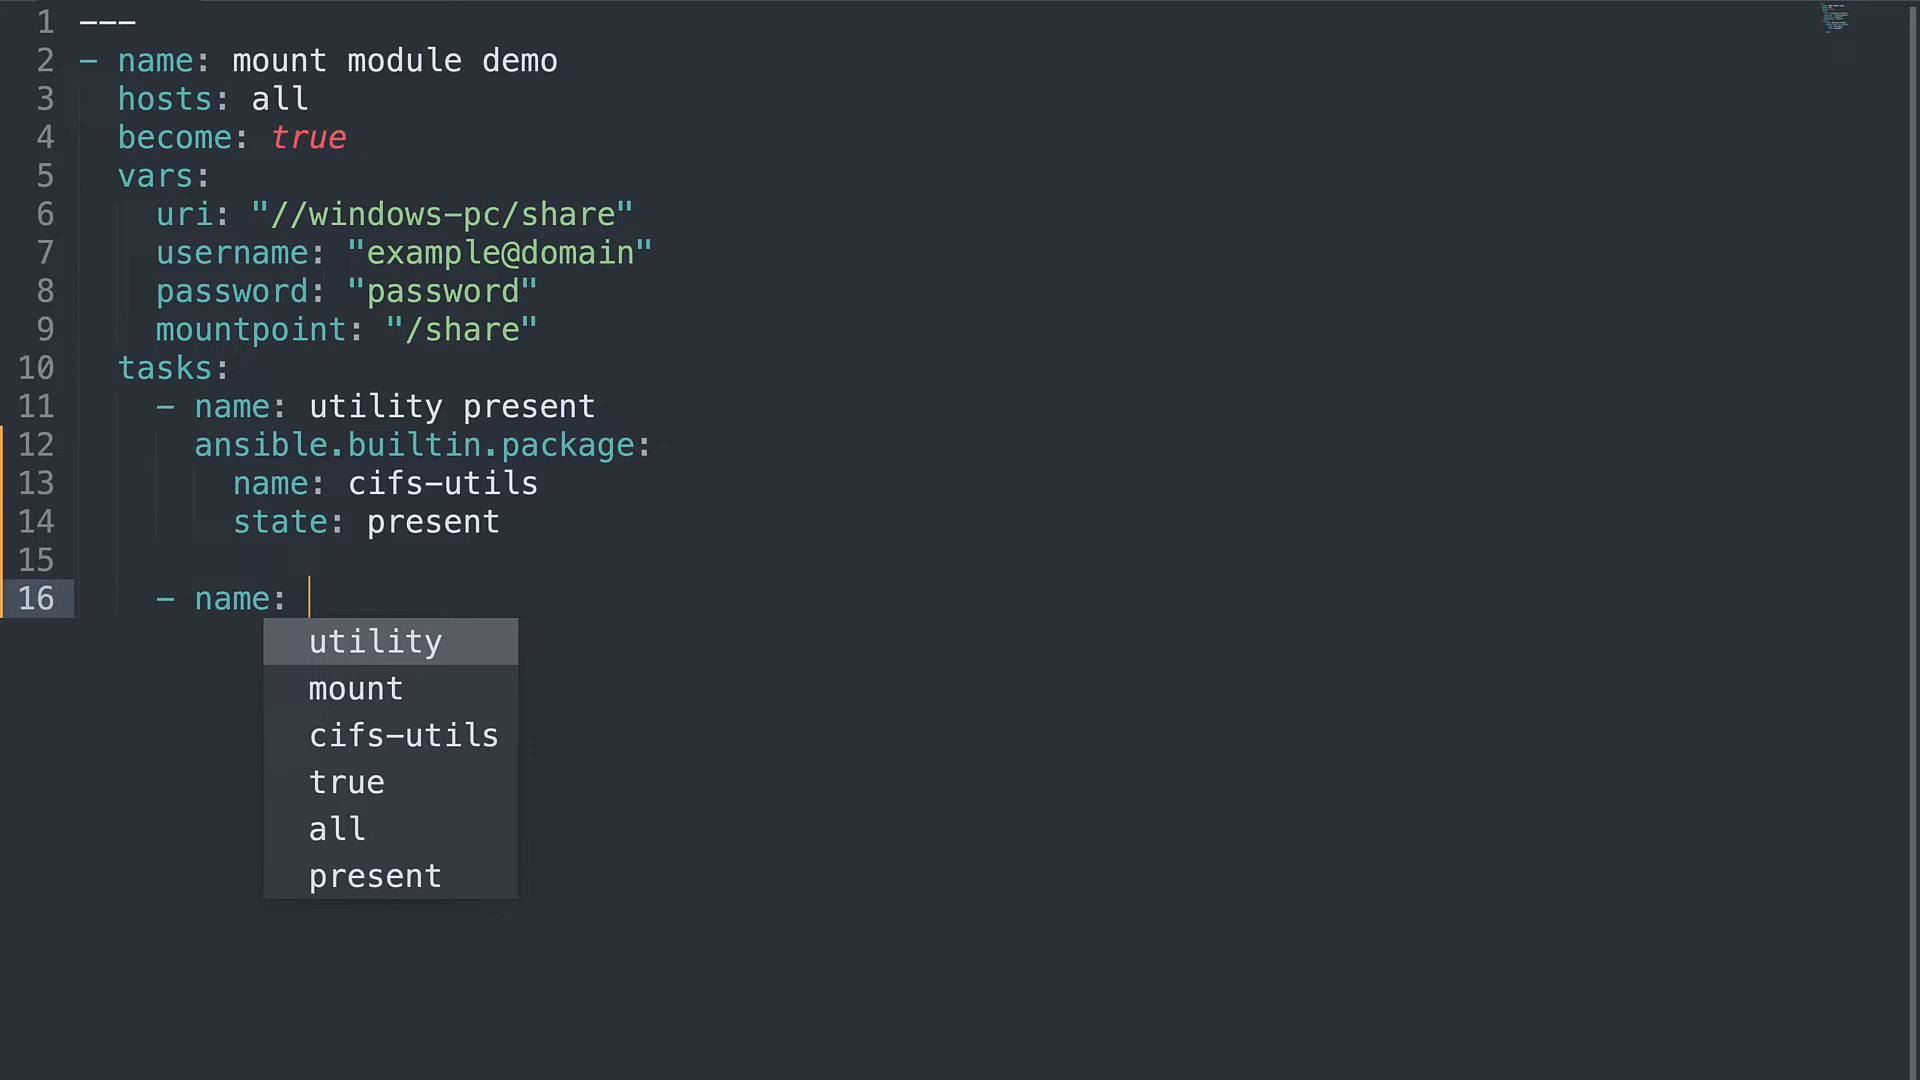 1 ---
2 - name: mount module demo
3   hosts: all
4   become: true
5   vars:
6     uri: "//windows-pc/share"
7     username: "example@domain"
8     password: "password"
9     mountpoint: "/share"
10   tasks:
11     - name: utility present
12       ansible.builtin.package:
13         name: cifs-utils
14         state: present
15
16     - name:
utility
mount
cifs-utils
true
all
present